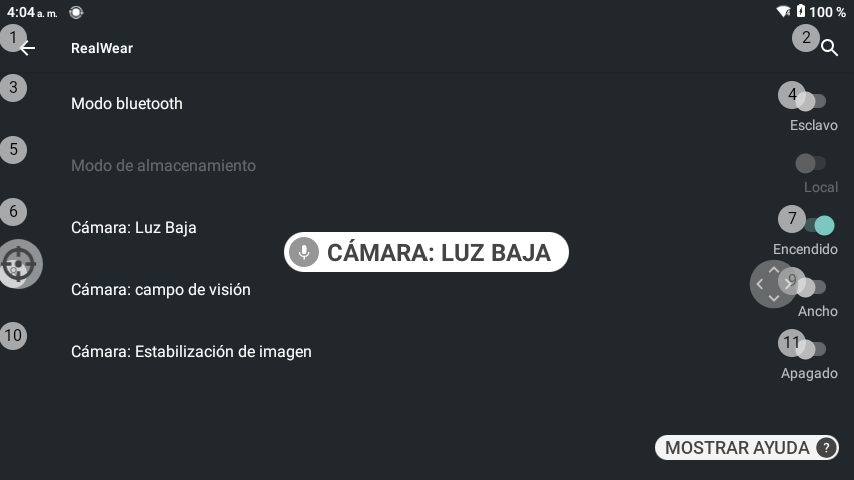 4:04 a. m. 100 %
1 RealWear 2
3 Modo bluetooth 4
Esclavo
5 Modo de almacenamiento
Local
6 Cámara: Luz Baja 7
Encendido
CÁMARA: LUZ BAJA
Cámara: campo de visión 9
Ancho
10 Cámara: Estabilización de imagen 11
Apagado
MOSTRAR AYUDA ?